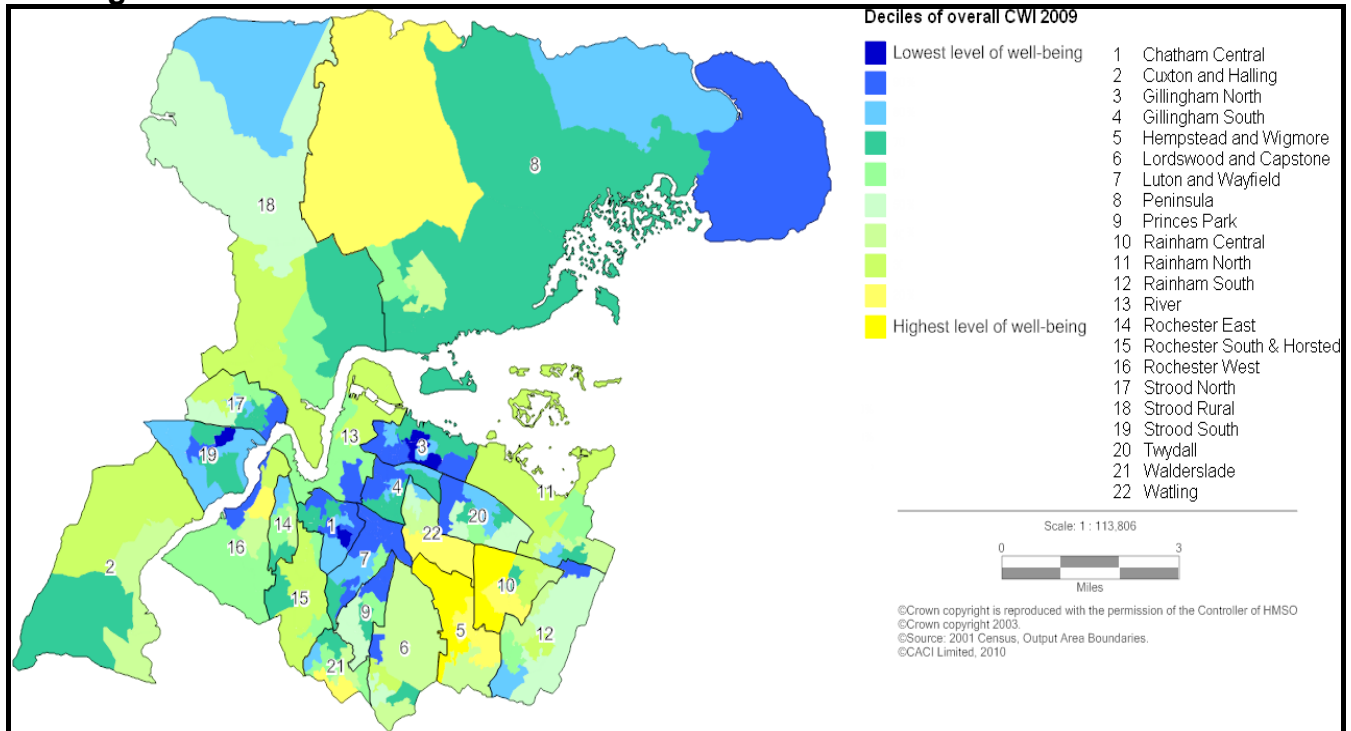 Deciles of overall CWI 2009
Lowest level of well-being
Highest level of well-being
1 Chatham Central
2 Cuxton and Halling
3 Gillingham North
4 Gillingham South
5 Hempstead and Wigmore
6 Lordswood and Capstone
7 Luton and Wayfield
8 Peninsula
9 Princes Park
10 Rainham Central
11 Rainham North
12 Rainham South
13 River
14 Rochester East
15 Rochester South & Horsted
16 Rochester West
17 Strood North
18 Strood Rural
19 Strood South
20 Twydall
21 Walderslade
22 Watling
Scale: 1 : 113,806
0 3
Miles
©Crown copyright is reproduced with the permission of the Controller of HMSO
©Crown copyright 2003.
©Source: 2001 Census, Output Area Boundaries.
©CACI Limited, 2010
8
18
17
13
19
3
4
11
20
14
1
22
16
7
2
10
15
9
5
12
6
21